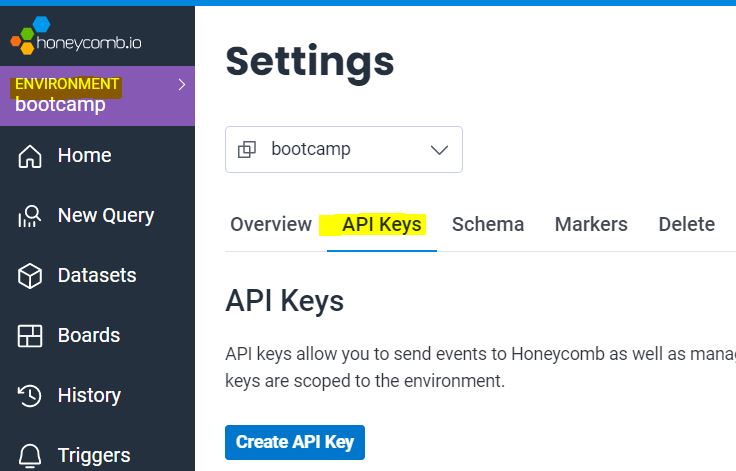 honeycomb.io
ENVIRONMENT
bootcamp
Home
New Query
Datasets
Boards
History
Triggers
Settings
bootcamp
Overview API Keys Schema Markers Delete
API Keys
API keys allow you to send events to Honeycomb as well as
keys are scoped to the environment.
Create API Key